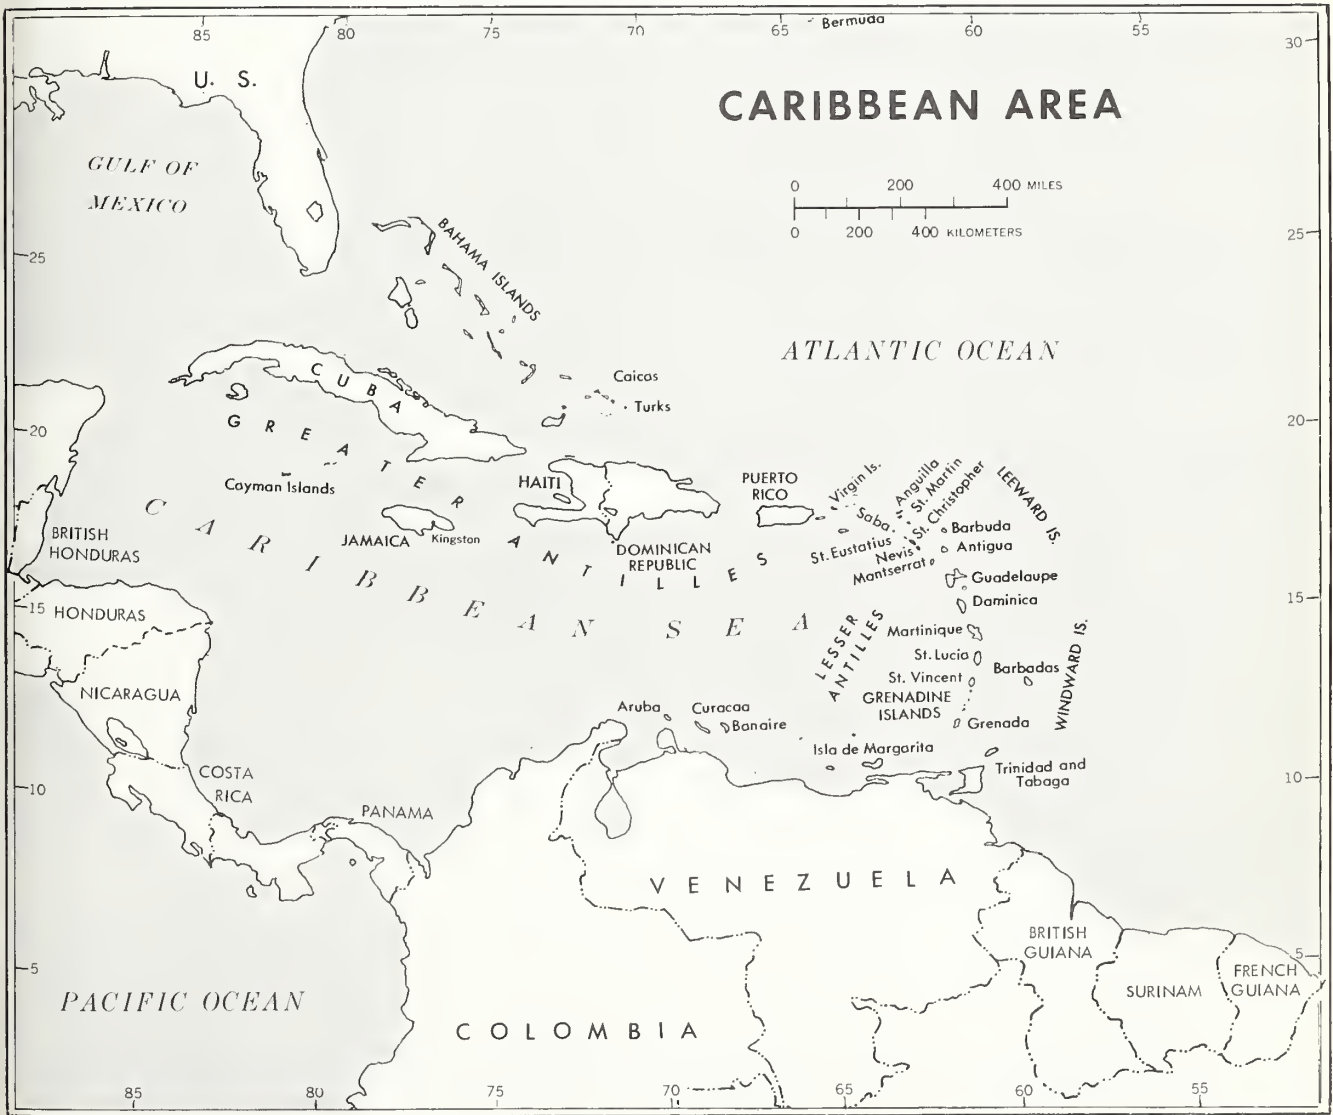 85 80 75 70 65 Bermuda 60 55
30
U. S.
CARIBBEAN AREA
GULF OF
MEXICO
0 200 400 MILES
0 200 400 KILOMETERS
25
25
BAHAMA ISLANDS
ATLANTIC OCEAN
CUBA
Caicos
Turks
20
20
GREATER ANTILLES
Cayman Islands
HAITI
PUERTO
RICO
Virgin Is.
Anguilla
St. Martin
St. Christopher
LEEWARD IS.
Saba
St. Eustatius
Nevis
Montserrat
Barbuda
Antigua
BRITISH
HONDURAS
JAMAICA
Kingston
DOMINICAN
REPUBLIC
CARIBBEAN SEA
Guadelaupe
Daminica
15
15
HONDURAS
LESSER
ANTILLES
Martinique
St. Lucia
St. Vincent
GRENADINE
ISLANDS
Barbadas
WINDWARD IS.
Grenada
NICARAGUA
Aruba
Curacaa
Banaire
Isla de Margarita
Trinidad and
Tabaga
COSTA
RICA
10
10
PANAMA
VENEZUELA
BRITISH
GUIANA
5
5
SURINAM
FRENCH
GUIANA
PACIFIC OCEAN
COLOMBIA
85 80 75 70 65 60 55